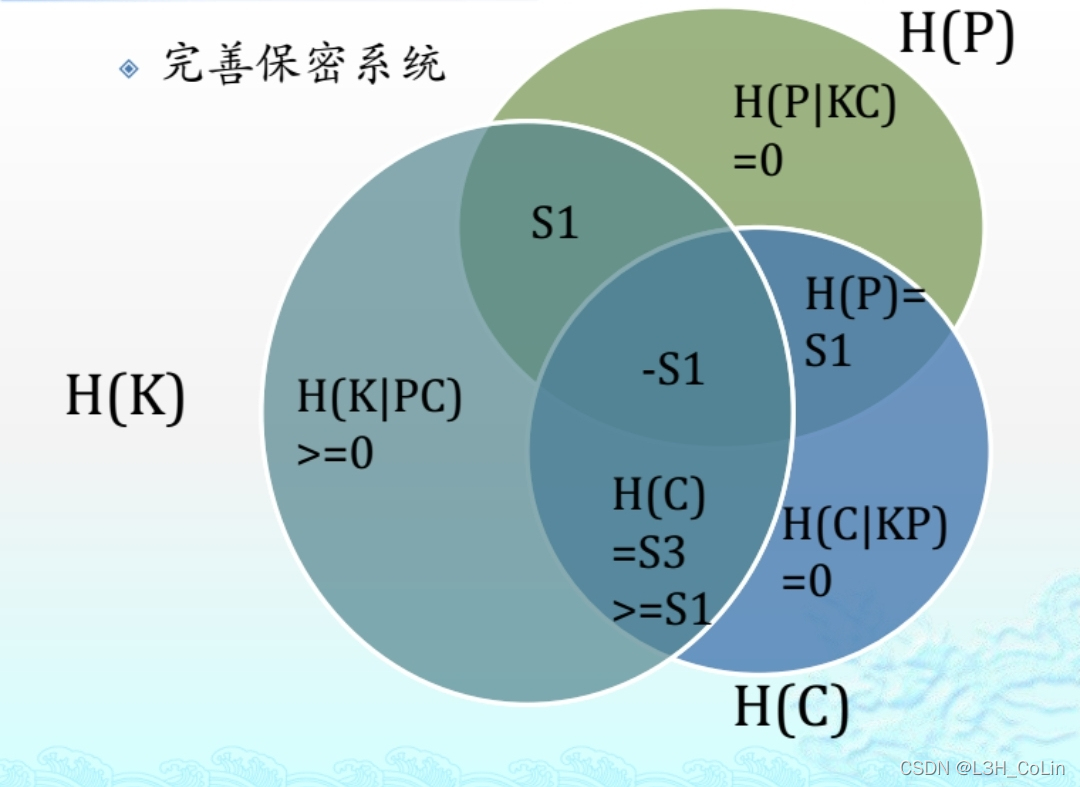 完善保密系统
H(P)
H(P|KC)
=0
S1
H(P)=
S1
-S1
H(K)
H(K|PC)
>=0
H(C)
=S3
>=S1
H(C|KP)
=0
H(C)
CSDN @L3H_CoLin